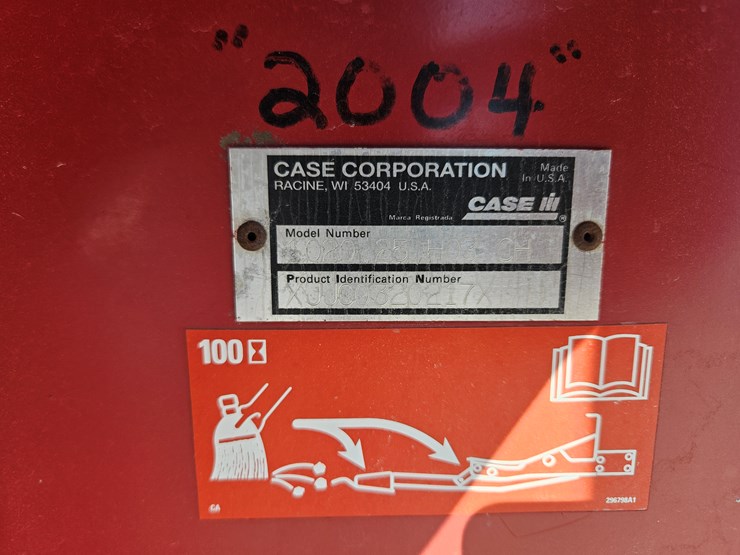 "2004"
CASE CORPORATION
RACINE, WI 53404 U.S.A.
Made
In U.S.A.
CASE IH
Marca Registrada
®
Model Number
Product Identification Number
100
CA
296798A1